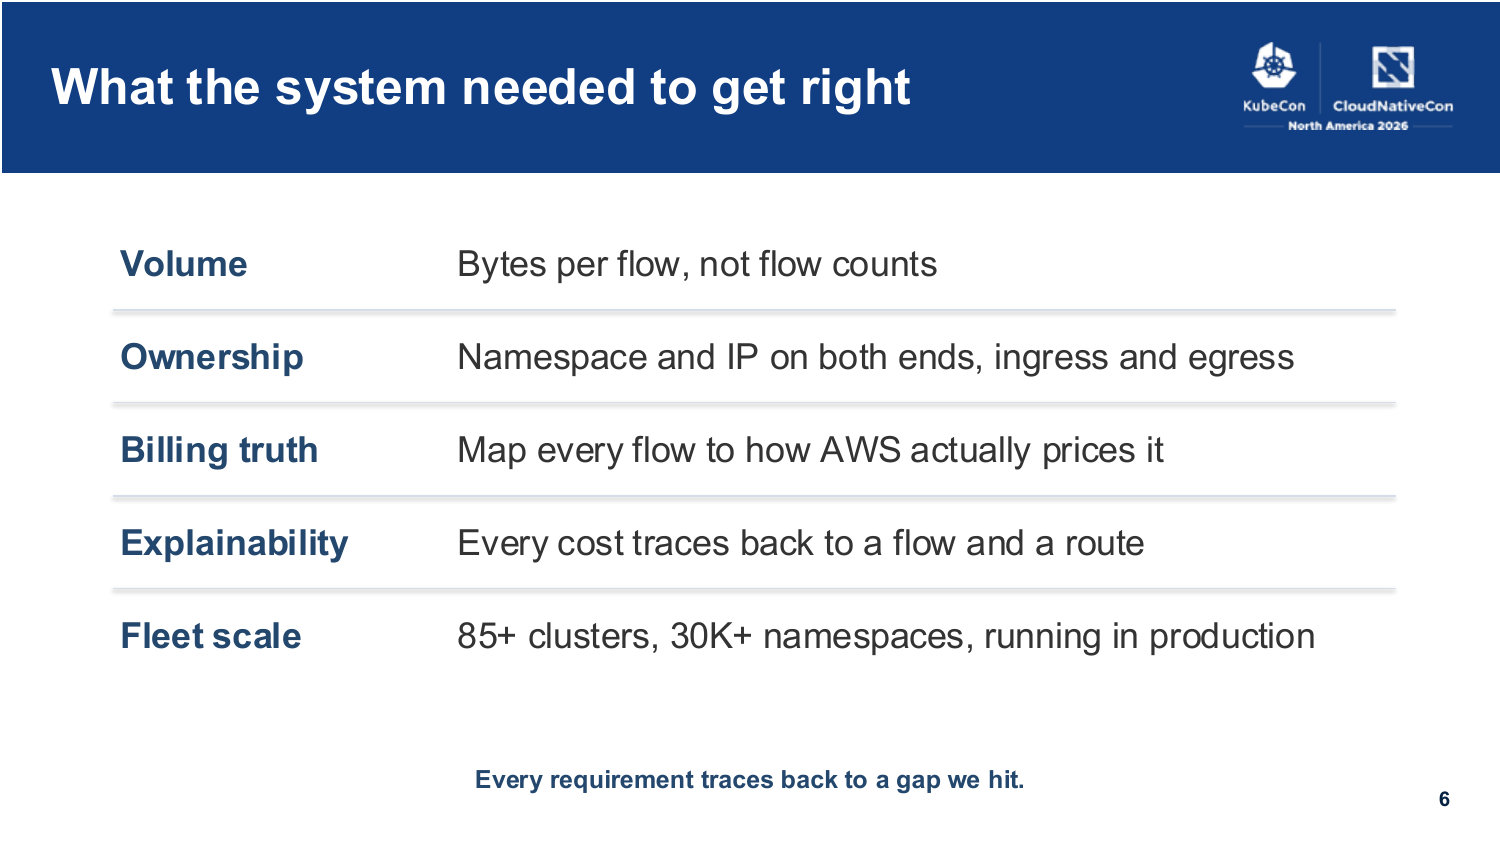 What the system needed to get right
KubeCon
CloudNativeCon
North America 2026
Volume
Bytes per flow, not flow counts
Ownership
Namespace and IP on both ends, ingress and egress
Billing truth
Map every flow to how AWS actually prices it
Explainability
Every cost traces back to a flow and a route
Fleet scale
85+ clusters, 30K+ namespaces, running in production
Every requirement traces back to a gap we hit.
6